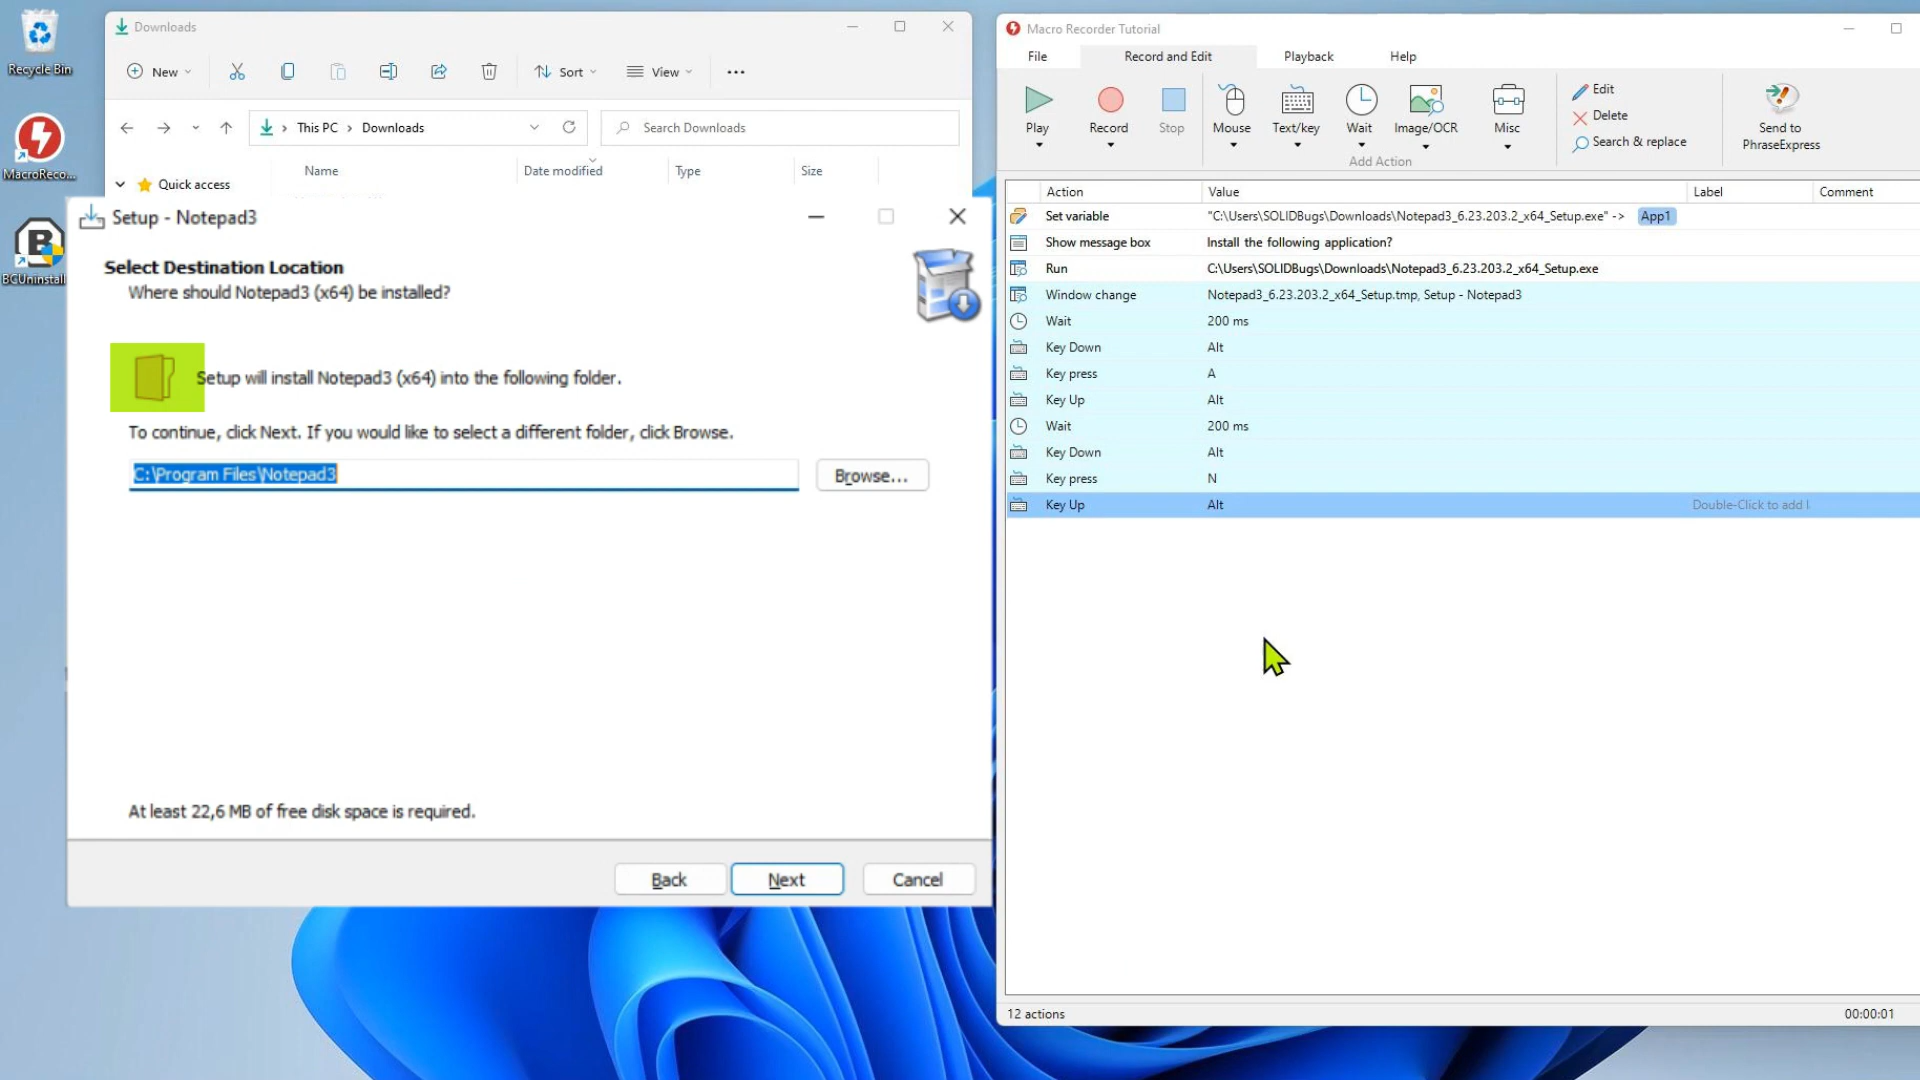 Recycle Bin
MacroReco...
BCUninstall
Downloads
New
Sort
View
This PC
Downloads
Search Downloads
Name
Date modified
Type
Size
Quick access
Setup - Notepad3
Select Destination Location
Where should Notepad3 (x64) be installed?
Setup will install Notepad3 (x64) into the following folder.
To continue, click Next. If you would like to select a different folder, click Browse.
C:\Program Files\Notepad3
Browse...
At least 22,6 MB of free disk space is required.
Back
Next
Cancel
Macro Recorder Tutorial
File
Record and Edit
Playback
Help
Play
Record
Stop
Mouse
Text/key
Wait
Image/OCR
Misc
Add Action
Edit
Delete
Search & replace
Send to
PhraseExpress
Action Value Label Comment
Set variable "C:\Users\SOLIDBugs\Downloads\Notepad3_6.23.203.2_x64_Setup.exe" -> App1
Show message box Install the following application?
Run C:\Users\SOLIDBugs\Downloads\Notepad3_6.23.203.2_x64_Setup.exe
Window change Notepad3_6.23.203.2_x64_Setup.tmp, Setup - Notepad3
Wait 200 ms
Key Down Alt
Key press A
Key Up Alt
Wait 200 ms
Key Down Alt
Key press N
Key Up Alt Double-Click to add l
12 actions
00:00:01